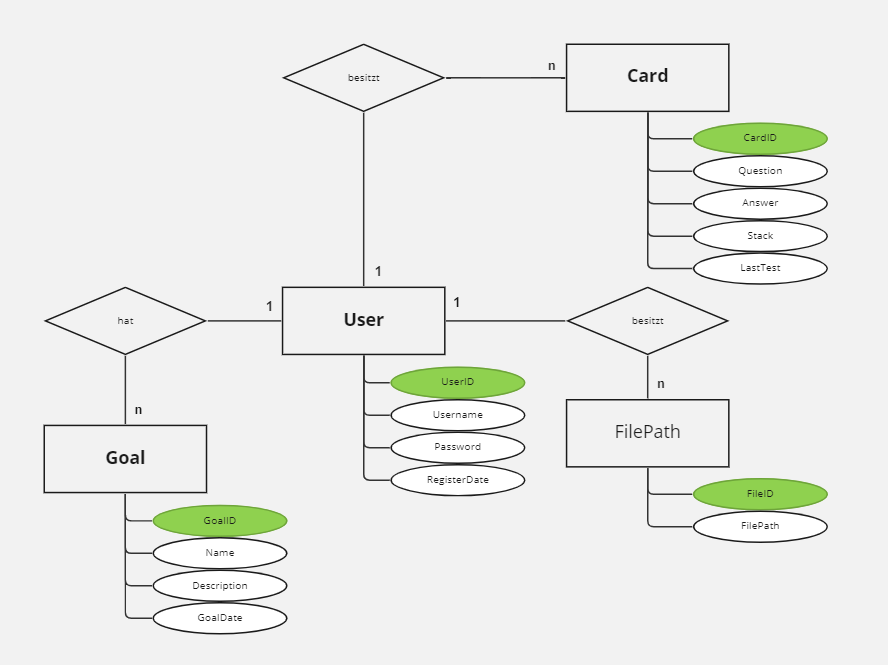 besitzt
n
Card
CardID
Question
Answer
Stack
LastTest
1
hat
1
User
1
besitzt
UserID
Username
Password
RegisterDate
n
FilePath
FileID
FilePath
n
Goal
GoalID
Name
Description
GoalDate